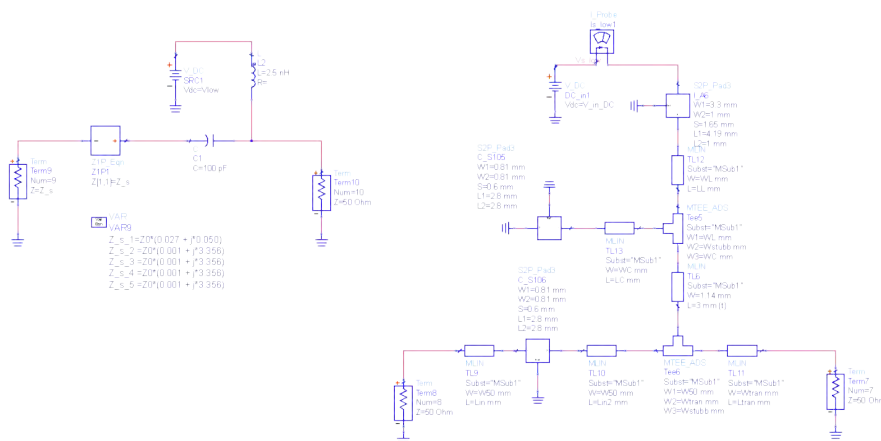 V_DC
SRC1
Vdc=Vlow
L
L2
L=2.5 nH
R=
Term
Term9
Num=9
Z=Z_s
Z1P_Eqn
Z1P1
Z[1,1]=Z_s
C
C1
C=100 pF
Term
Term10
Num=10
Z=50 Ohm
VAR
VAR9
Z_s_1=Z0*(0.027 + j*0.050)
Z_s_2 =Z0*(0.001 + j*3.356)
Z_s_3 =Z0*(0.001 + j*3.356)
Z_s_4 =Z0*(0.001 + j*3.356)
Z_s_5 =Z0*(0.001 + j*3.356)
I_Probe
Is_low1
V_DC
DC_in1
Vdc=V_in_DC
S2P_Pad3
L_A6
W1=3.3 mm
W2=1 mm
S=1.65 mm
L1=4.19 mm
L2=1 mm
MLIN
TL12
Subst="MSub1"
W=WL mm
L=LL mm
S2P_Pad3
C_S105
W1=0.81 mm
W2=0.81 mm
S=0.6 mm
L1=2.8 mm
L2=2.8 mm
MLIN
TL13
Subst="MSub1"
W=WC mm
L=LC mm
MTEE_ADS
Tee5
Subst="MSub1"
W1=WL mm
W2=Wstubb mm
W3=WC mm
MLIN
TL6
Subst="MSub1"
W=1.14 mm
L=3 mm {t}
S2P_Pad3
C_S106
W1=0.81 mm
W2=0.81 mm
S=0.6 mm
L1=2.8 mm
L2=2.8 mm
Term
Term8
Num=8
Z=50 Ohm
MLIN
TL9
Subst="MSub1"
W=W50 mm
L=Lin mm
MLIN
TL10
Subst="MSub1"
W=W50 mm
L=Lin2 mm
MTEE_ADS
Tee6
Subst="MSub1"
W1=W50 mm
W2=Wtran mm
W3=Wstubb mm
MLIN
TL11
Subst="MSub1"
W=Wtran mm
L=Ltran mm
Term
Term7
Num=7
Z=50 Ohm